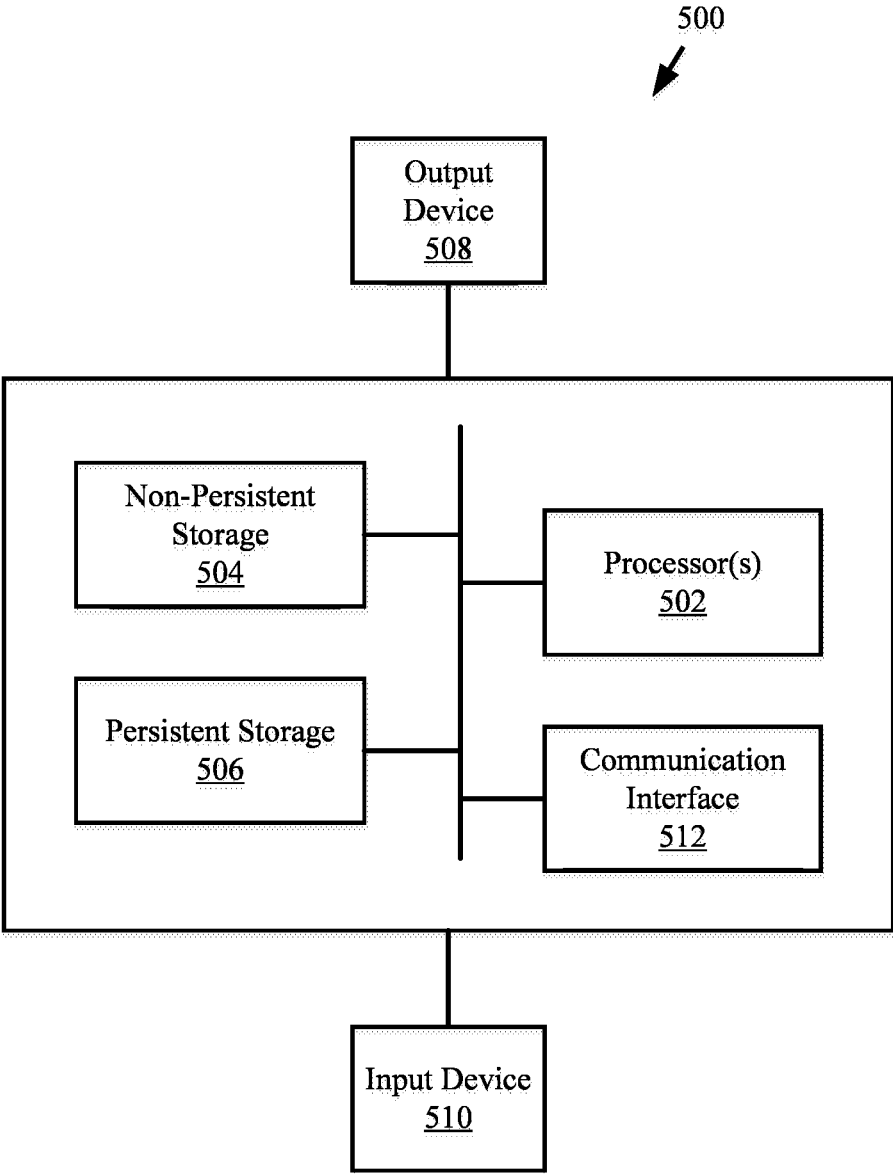 500
Output
Device
508
Non-Persistent
Storage
504
Processor(s)
502
Persistent Storage
506
Communication
Interface
512
Input Device
510